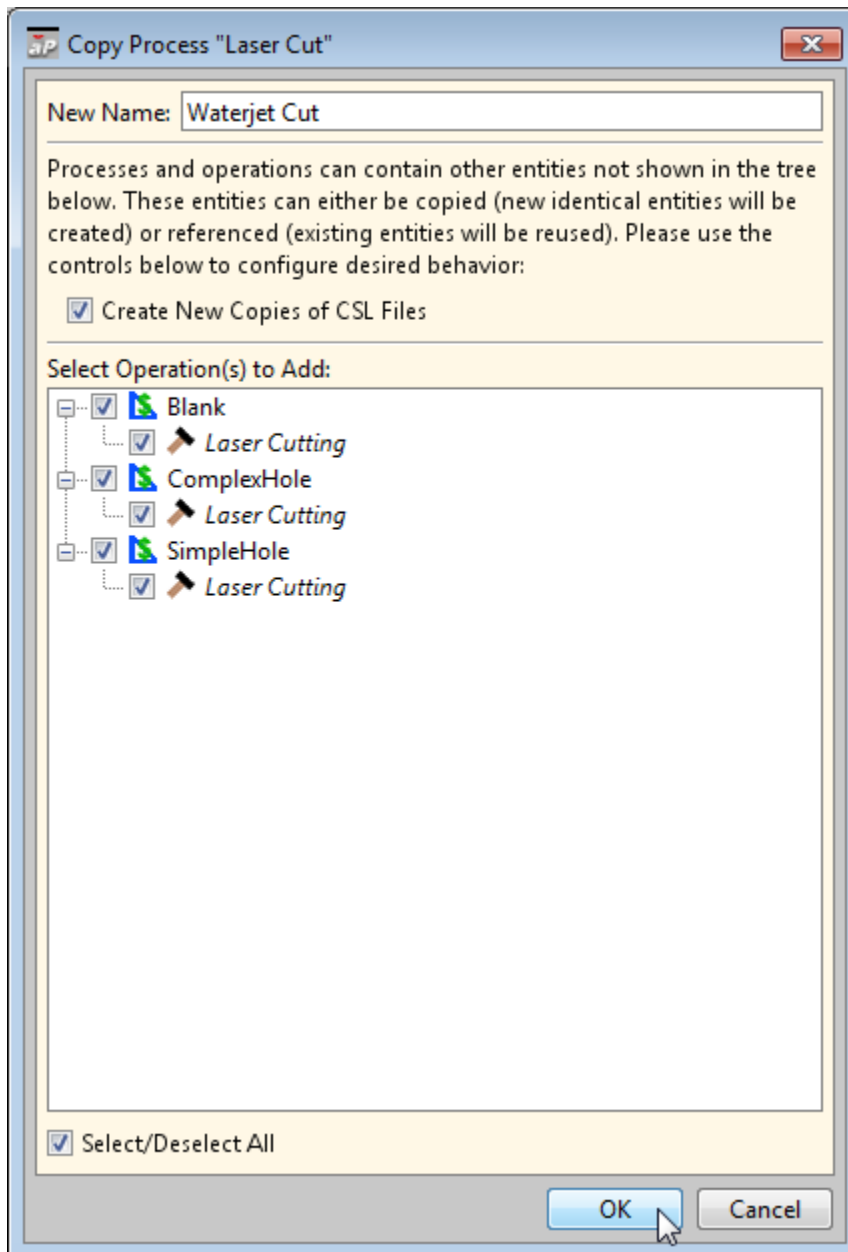 aP Copy Process "Laser Cut"
New Name: Waterjet Cut
Processes and operations can contain other entities not shown in the tree
below. These entities can either be copied (new identical entities will be
created) or referenced (existing entities will be reused). Please use the
controls below to configure desired behavior:
Create New Copies of CSL Files
Select Operation(s) to Add:
Blank
Laser Cutting
ComplexHole
Laser Cutting
SimpleHole
Laser Cutting
Select/Deselect All
OK Cancel